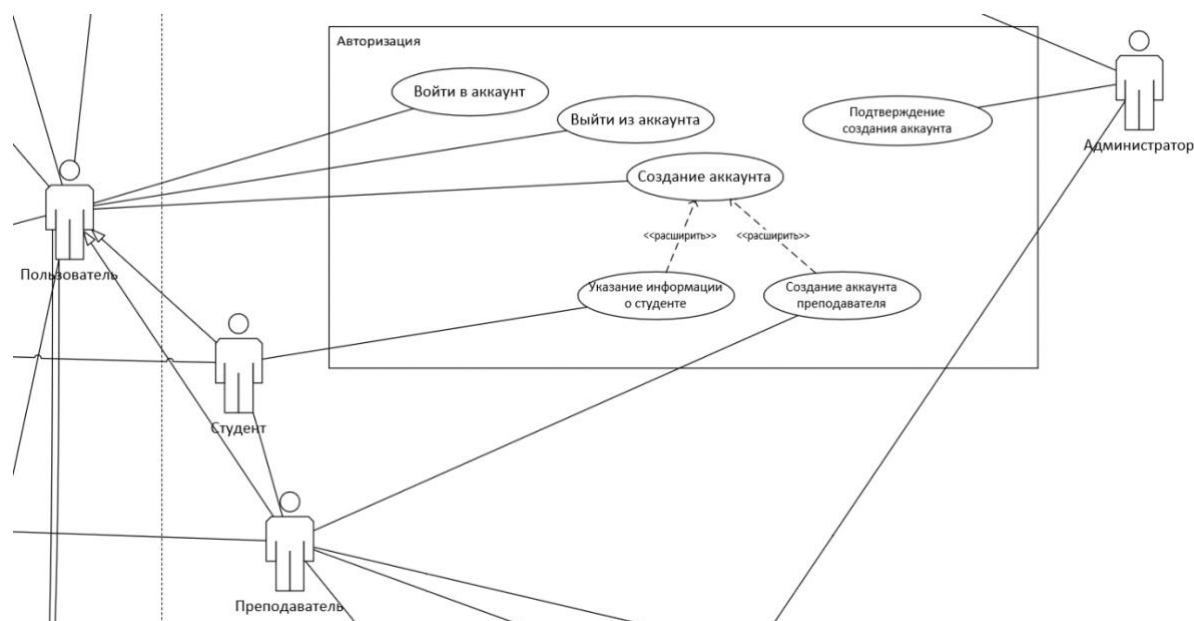 Авторизация
Войти в аккаунт
Выйти из аккаунта
Подтверждение
создания аккаунта
Администратор
Создание аккаунта
<<расширить>>
<<расширить>>
Пользователь
Указание информации
о студенте
Создание аккаунта
преподавателя
Студент
Преподаватель